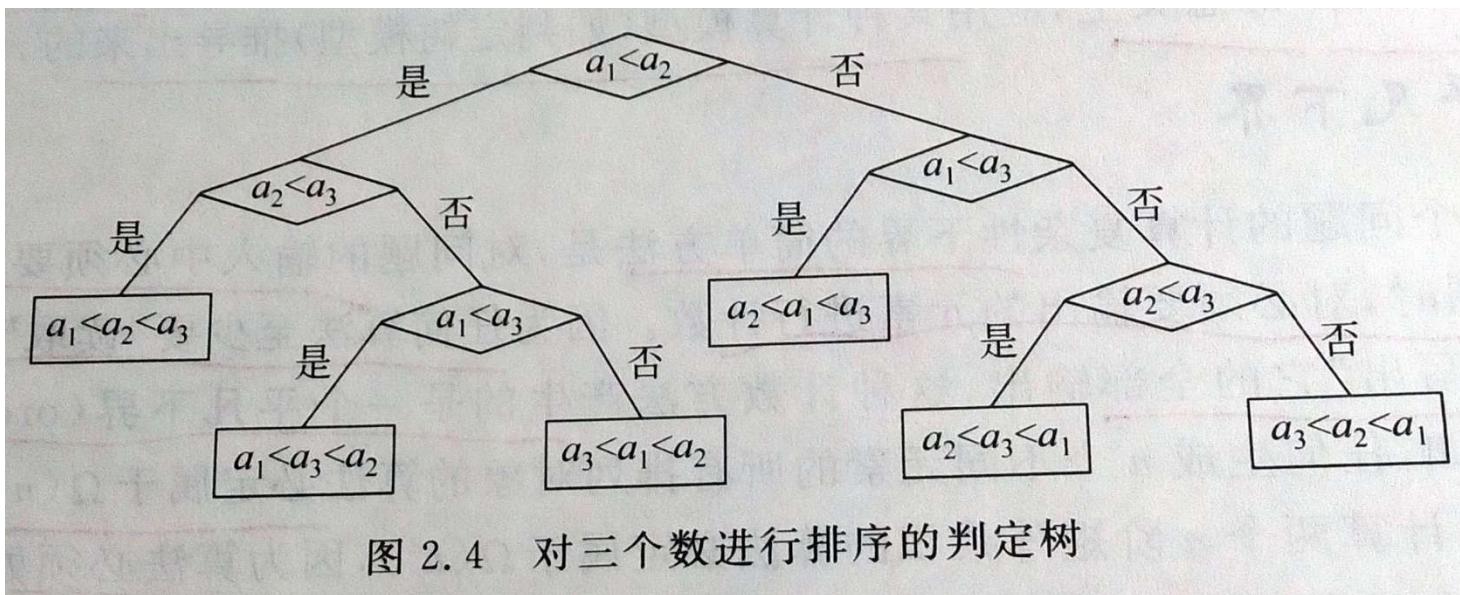 a₁<a₂
是
否
a₂<a₃
a₁<a₃
是
否
是
否
a₁<a₂<a₃
a₁<a₃
a₂<a₁<a₃
a₂<a₃
是
否
是
否
a₁<a₃<a₂
a₃<a₁<a₂
a₂<a₃<a₁
a₃<a₂<a₁
图 2.4 对三个数进行排序的判定树